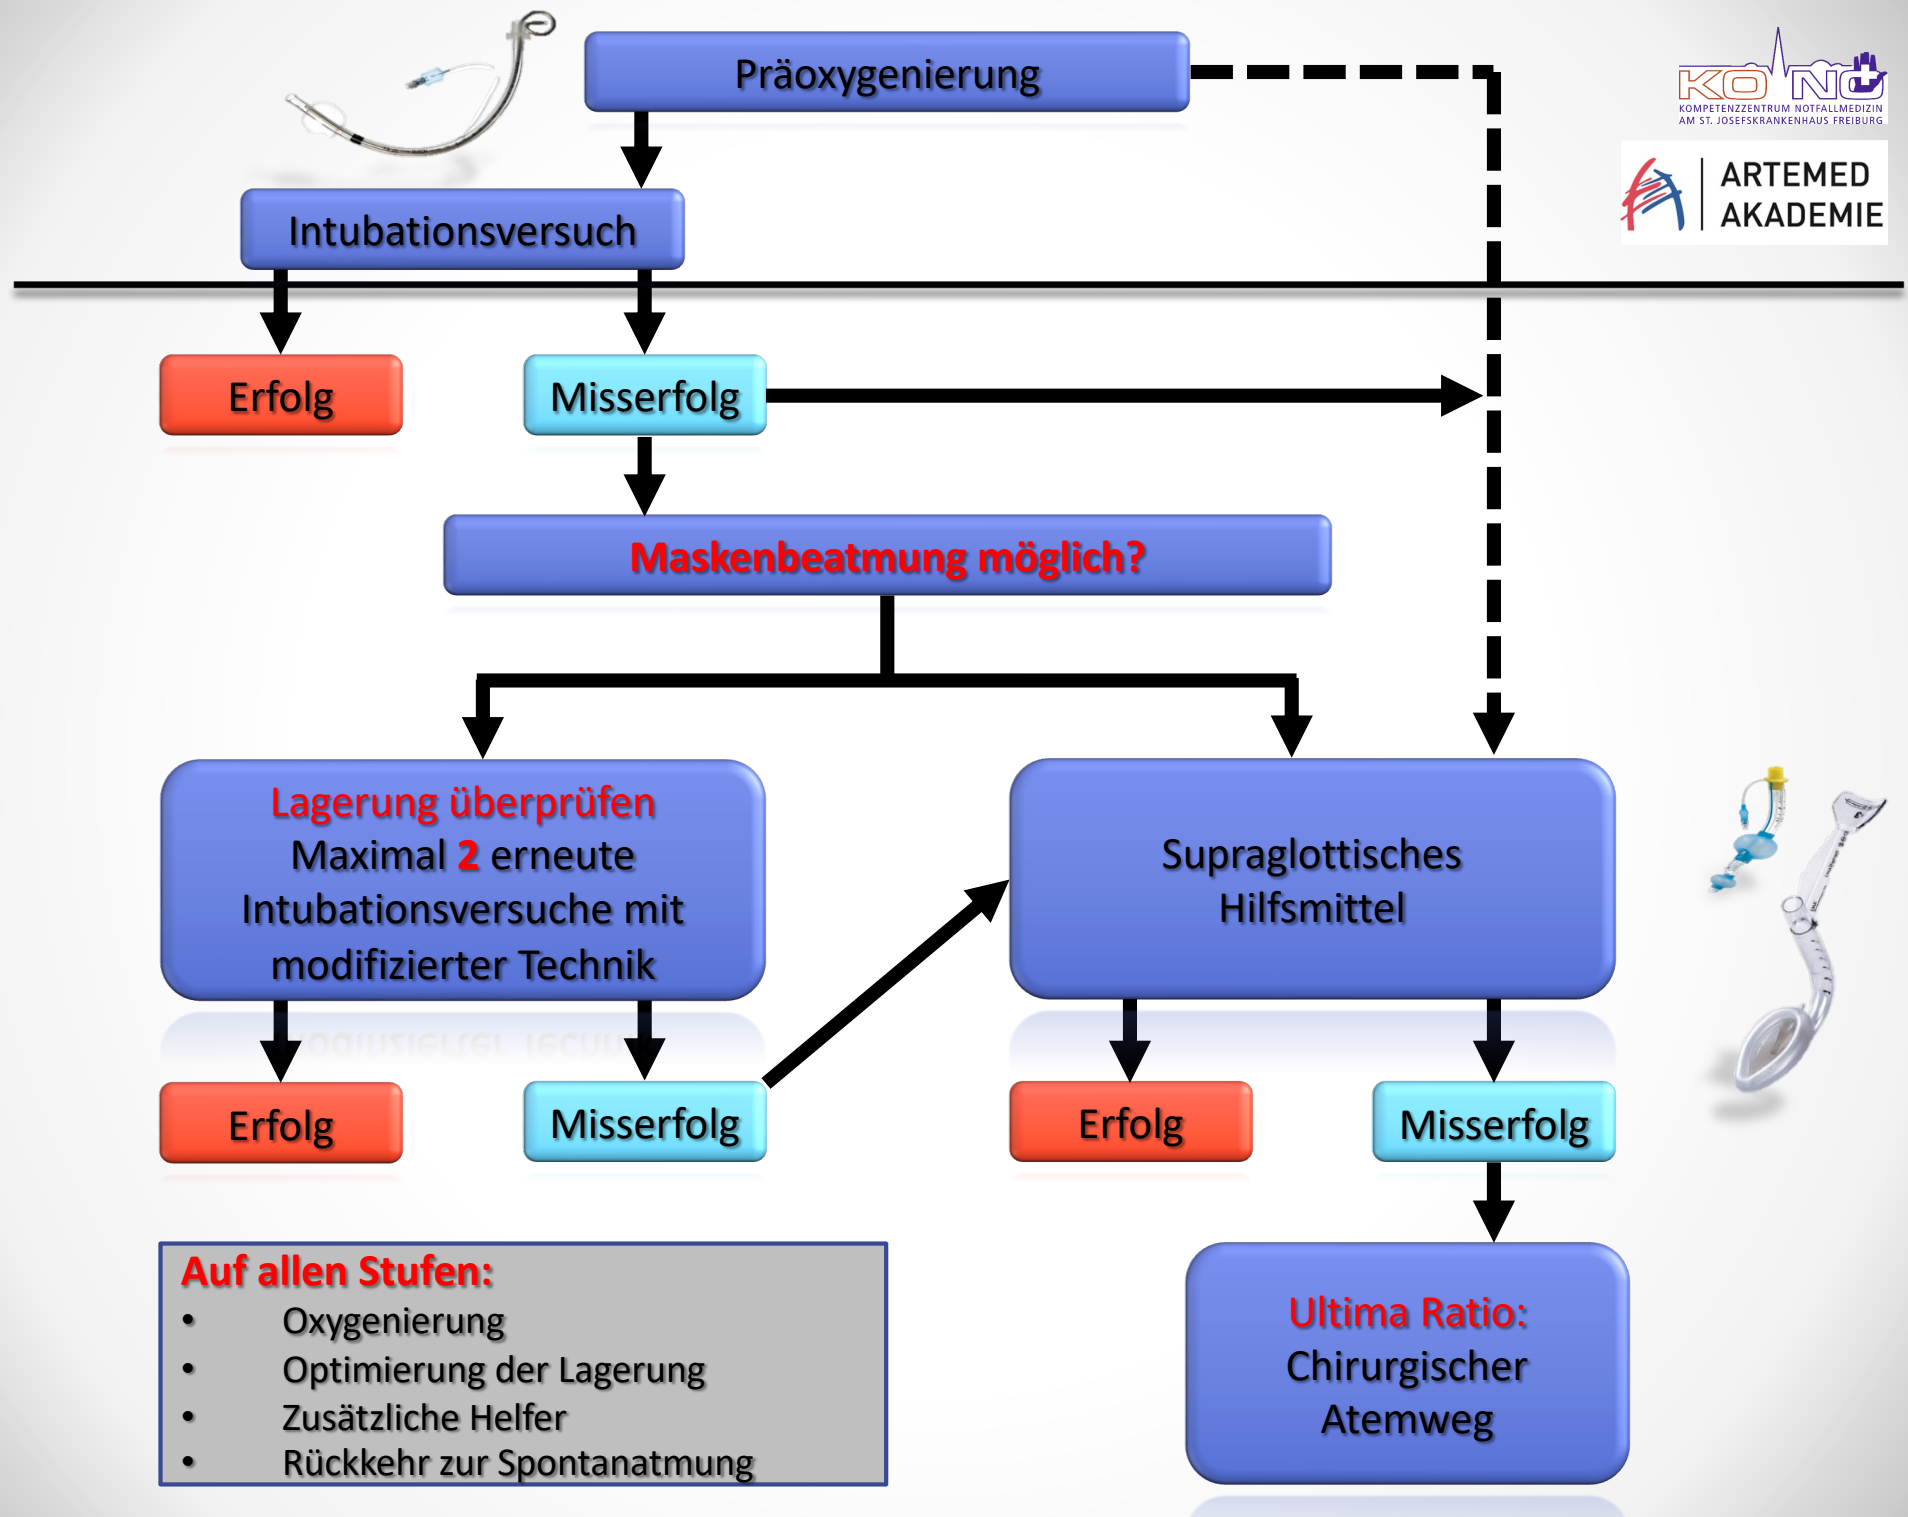 Präoxygenierung
KO NO
KOMPETENZZENTRUM NOTFALLMEDIZIN
AM ST. JOSEFSKRANKENHAUS FREIBURG
ARTEMED
AKADEMIE
Intubationsversuch
Erfolg
Misserfolg
Maskenbeatmung möglich?
Lagerung überprüfen
Maximal 2 erneute
Intubationsversuche mit
modifizierter Technik
Supraglottisches
Hilfsmittel
Erfolg
Misserfolg
Erfolg
Misserfolg
Auf allen Stufen:
• Oxygenierung
• Optimierung der Lagerung
• Zusätzliche Helfer
• Rückkehr zur Spontanatmung
Ultima Ratio:
Chirurgischer
Atemweg